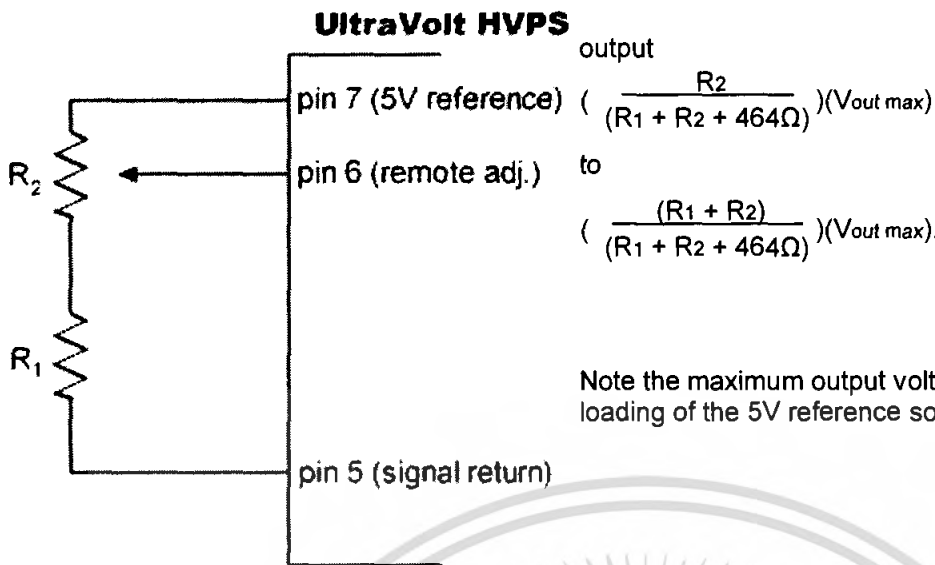 UltraVolt HVPS
output
pin 7 (5V reference)
( R2 / (R1 + R2 + 464Ω) )(Vout max)
R2
pin 6 (remote adj.)
to
( (R1 + R2) / (R1 + R2 + 464Ω) )(Vout max).
R1
Note the maximum output volt
loading of the 5V reference so
pin 5 (signal return)